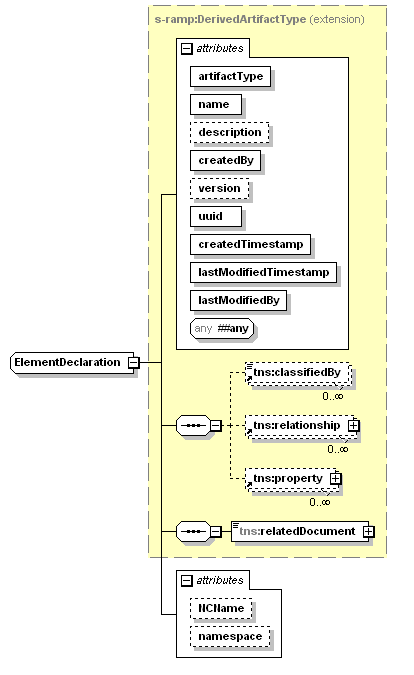 s-ramp:DerivedArtifactType (extension)
attributes
artifactType
name
description
createdBy
version
uuid
createdTimestamp
lastModifiedTimestamp
lastModifiedBy
any ##any
ElementDeclaration
tns:classifiedBy
0..∞
tns:relationship
0..∞
tns:property
0..∞
tns:relatedDocument
attributes
NCName
namespace